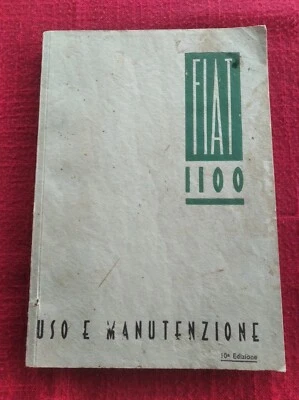 FIAT
1100
USO E MANUTENZIONE
10ª Edizione